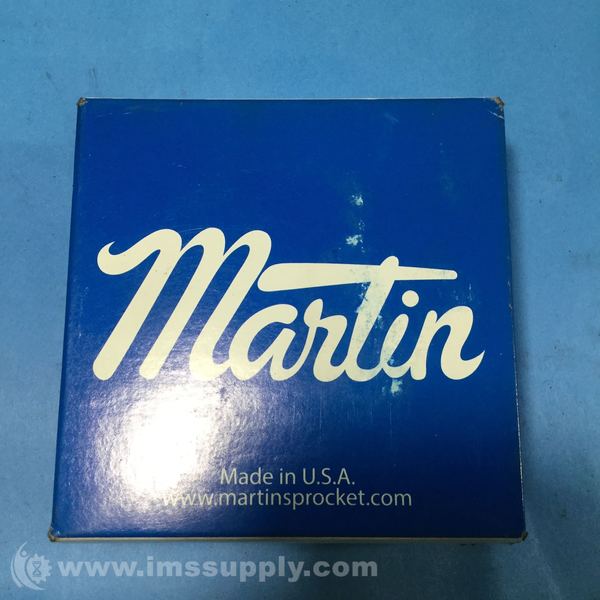 Martin
Made in U.S.A.
www.martinsprocket.com
www.imssupply.com